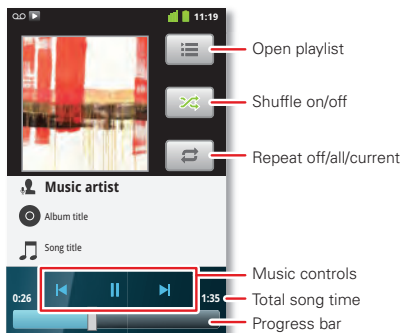 11:19
Open playlist
Shuffle on/off
Repeat off/all/current
Music artist
Album title
Song title
Music controls
0:26
1:35
Total song time
Progress bar